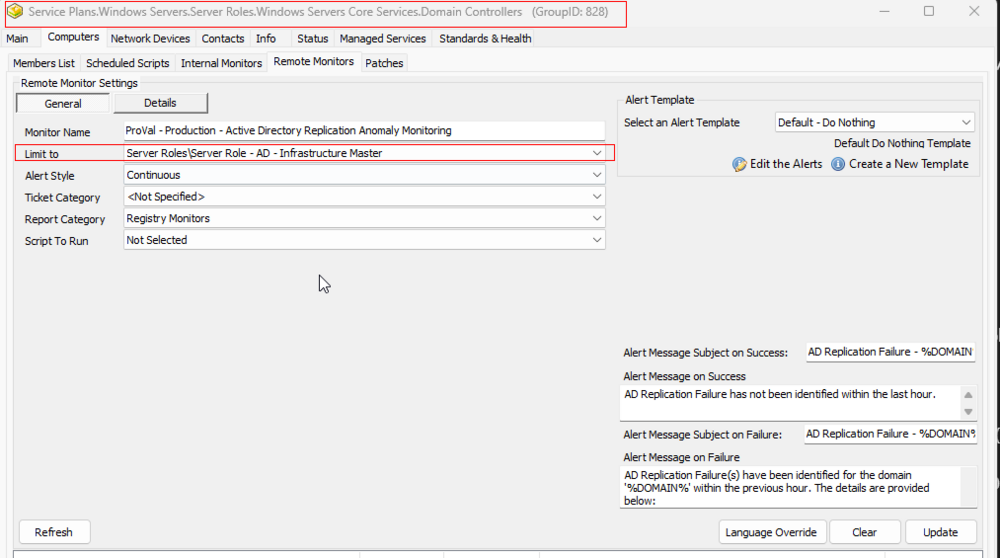 Service Plans.Windows Servers.Server Roles.Windows Servers Core Services.Domain Controllers (GroupID: 828)
Main Computers Network Devices Contacts Info Status Managed Services Standards & Health
Members List Scheduled Scripts Internal Monitors Remote Monitors Patches
Remote Monitor Settings
General Details
Monitor Name ProVal - Production - Active Directory Replication Anomaly Monitoring
Limit to Server Roles\Server Role - AD - Infrastructure Master
Alert Style Continuous
Ticket Category <Not Specified>
Report Category Registry Monitors
Script To Run Not Selected
Alert Template
Select an Alert Template Default - Do Nothing
Default Do Nothing Template
Edit the Alerts Create a New Template
Alert Message Subject on Success: AD Replication Failure - %DOMAIN
Alert Message on Success
AD Replication Failure has not been identified within the last hour.
Alert Message Subject on Failure: AD Replication Failure - %DOMAIN%
Alert Message on Failure
AD Replication Failure(s) have been identified for the domain
'%DOMAIN%' within the previous hour. The details are provided
below:
Refresh Language Override Clear Update